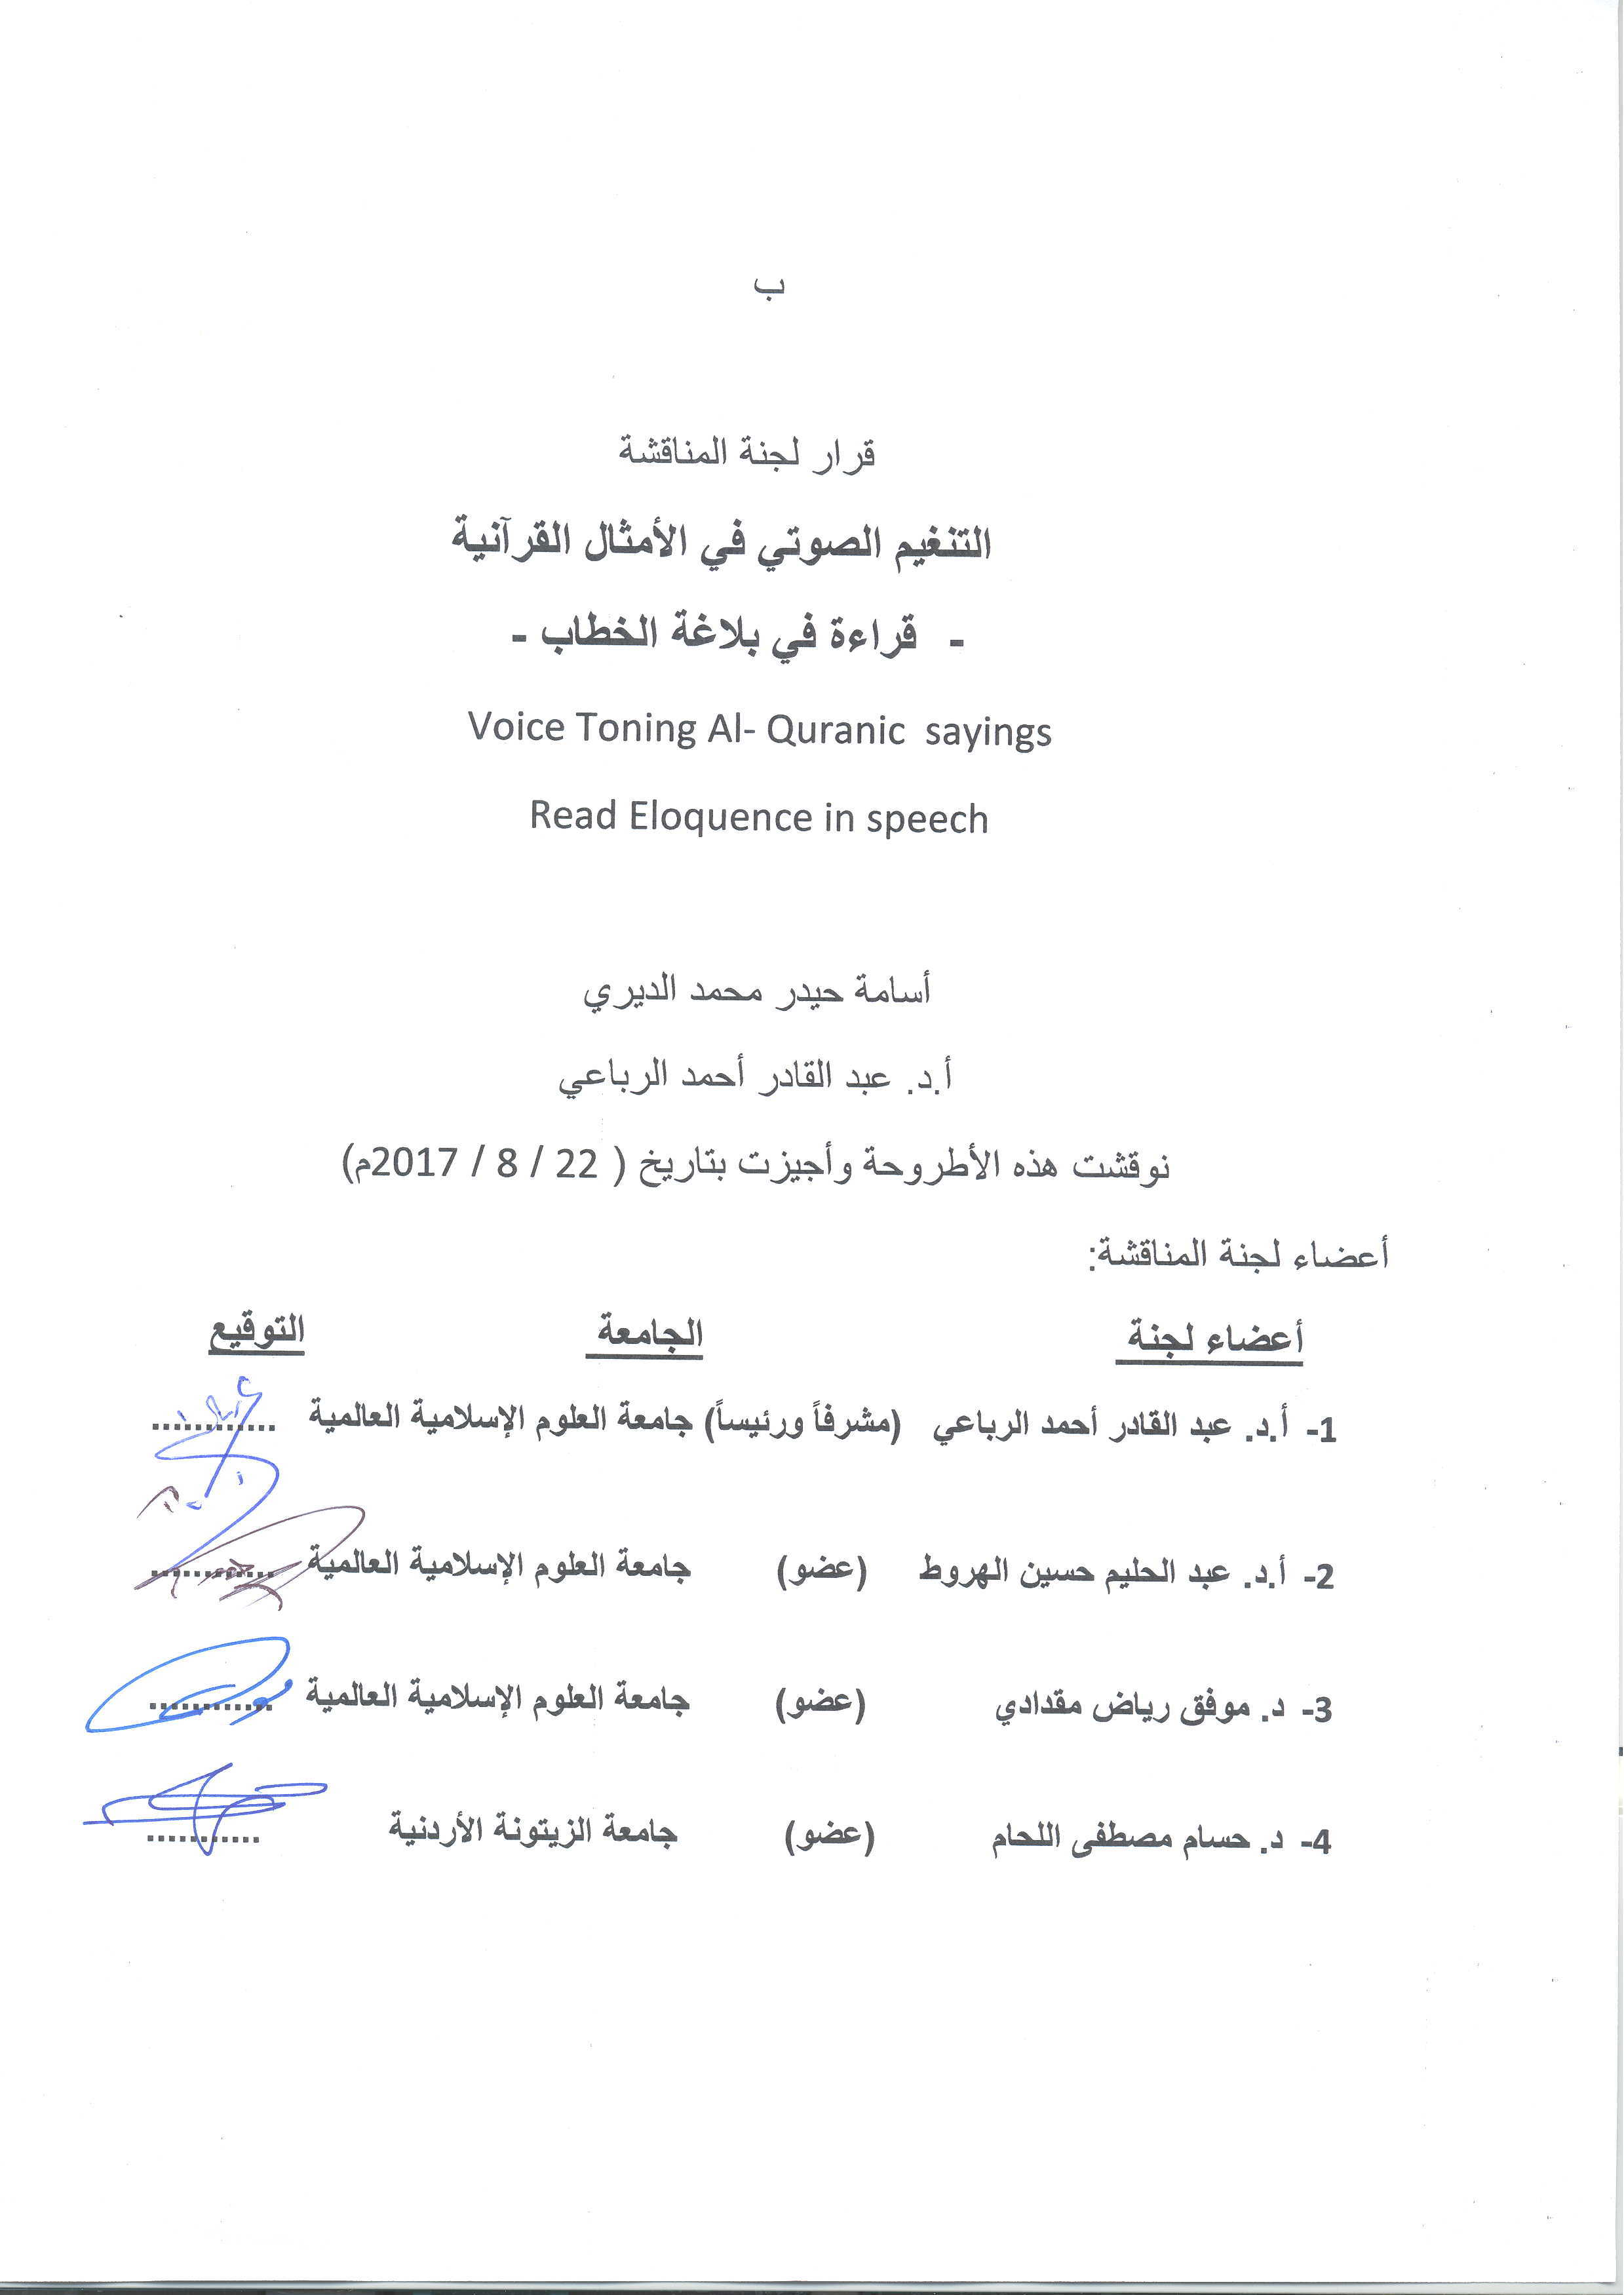 ب
قرار لجنة المناقشة
التنغيم الصوتي في الأمثال القرآنية
- قراءة في بلاغة الخطاب -
Voice Toning Al- Quranic  sayings
Read Eloquence in speech
أسامة حيدر محمد الديري
أ.د. عبد القادر أحمد الرباعي
نوقشت هذه الأطروحة وأجيزت بتاريخ ( 22 / 8 / 2017م)
أعضاء لجنة المناقشة:
أعضاء لجنة الجامعة التوقيع
1- أ.د. عبد القادر أحمد الرباعي (مشرفاً ورئيساً) جامعة العلوم الإسلامية العالمية ............
2- أ.د. عبد الحليم حسين الهروط (عضو) جامعة العلوم الإسلامية العالمية ............
3- د. موفق رياض مقدادي (عضو) جامعة العلوم الإسلامية العالمية ............
4- د. حسام مصطفى اللحام (عضو) جامعة الزيتونة الأردنية ...........